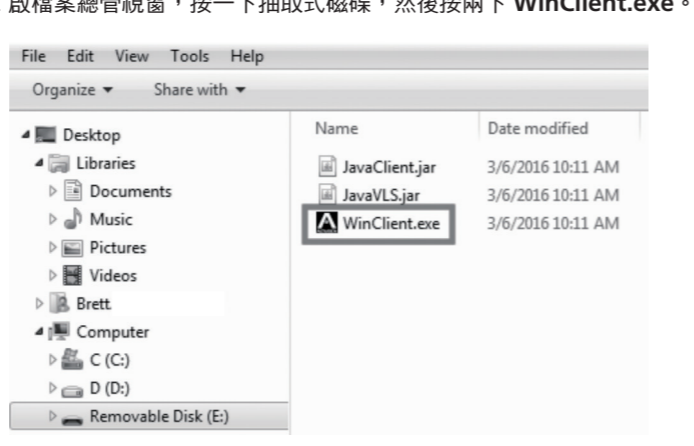 啟檔案總管視窗，按一下抽取式磁碟，然後按兩下 WinClient.exe。
File Edit View Tools Help
Organize Share with
Name Date modified
Desktop
Libraries
Documents
Music
Pictures
Videos
Brett
Computer
C (C:)
D (D:)
Removable Disk (E:)
JavaClient.jar 3/6/2016 10:11 AM
JavaVLS.jar 3/6/2016 10:11 AM
WinClient.exe 3/6/2016 10:11 AM